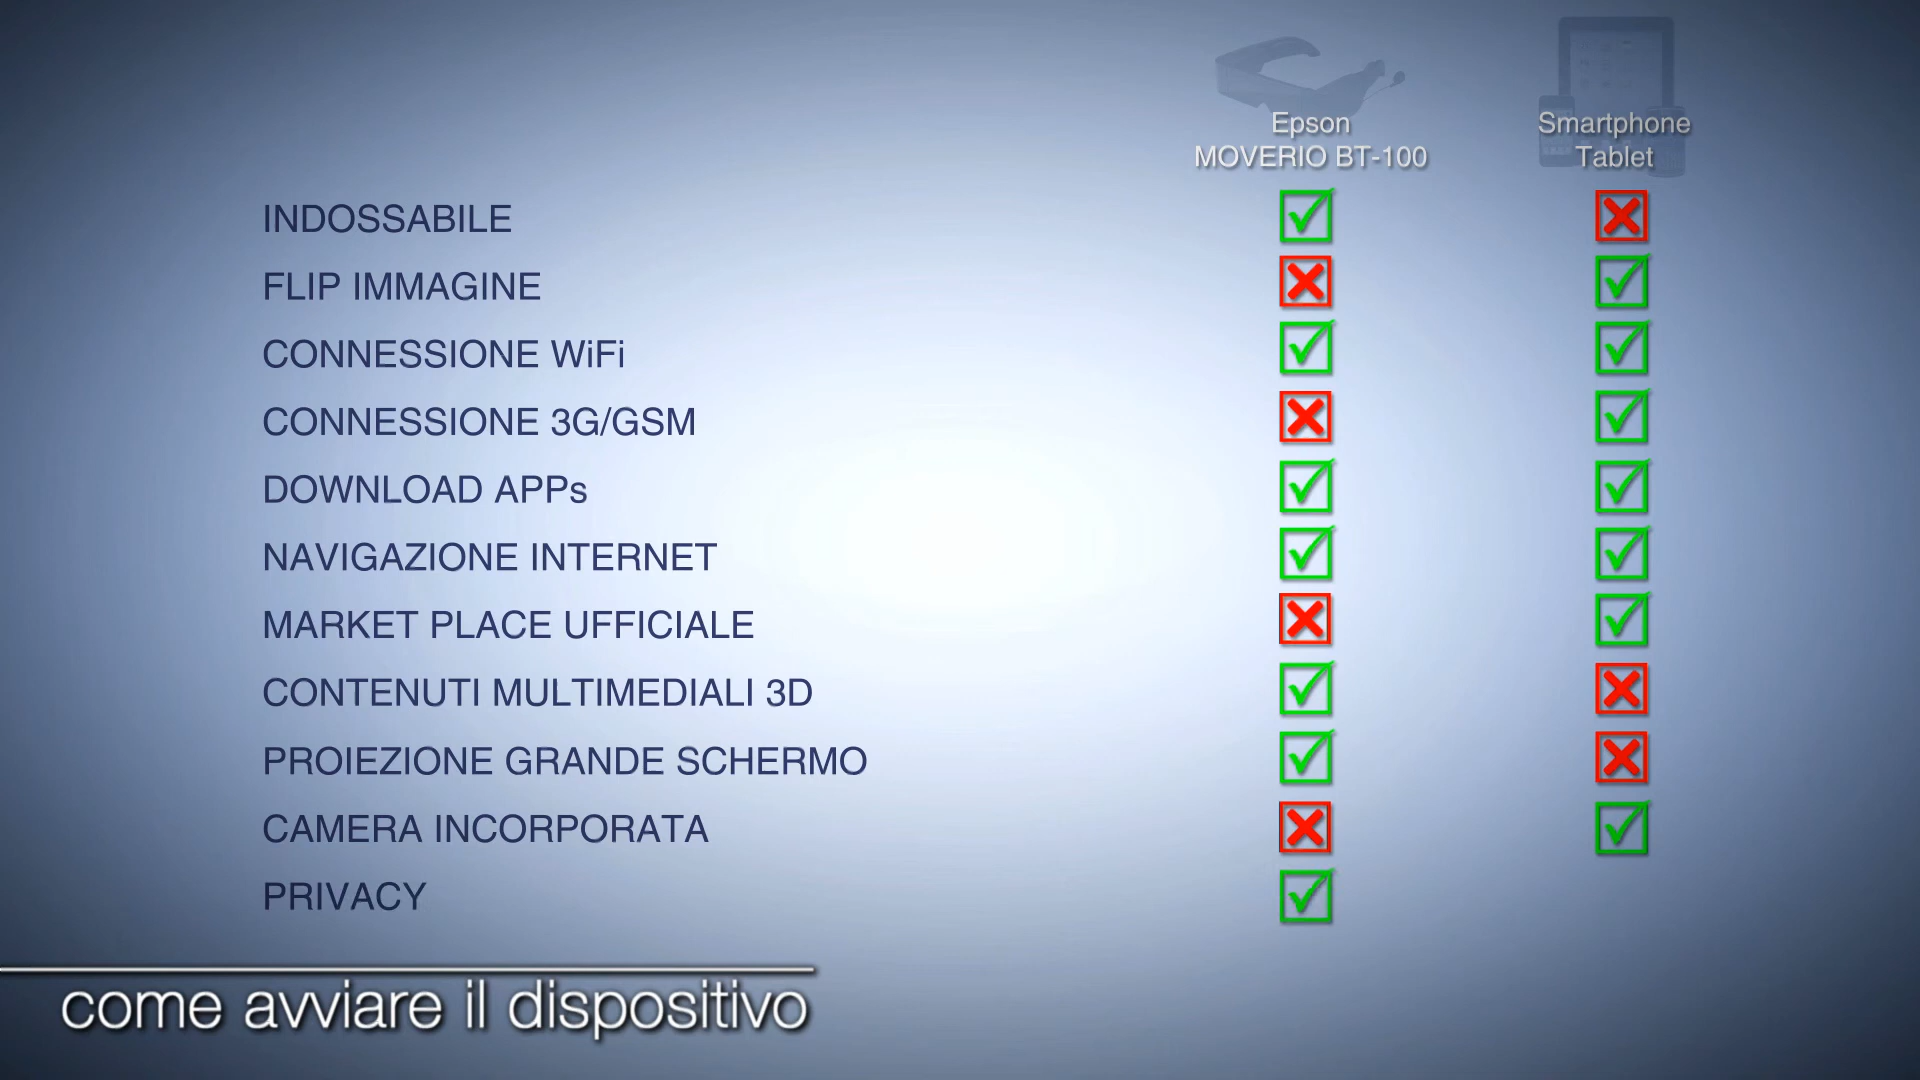 Epson
MOVERIO BT-100
Smartphone
Tablet
INDOSSABILE
FLIP IMMAGINE
CONNESSIONE WiFi
CONNESSIONE 3G/GSM
DOWNLOAD APPs
NAVIGAZIONE INTERNET
MARKET PLACE UFFICIALE
CONTENUTI MULTIMEDIALI 3D
PROIEZIONE GRANDE SCHERMO
CAMERA INCORPORATA
PRIVACY
come avviare il dispositivo